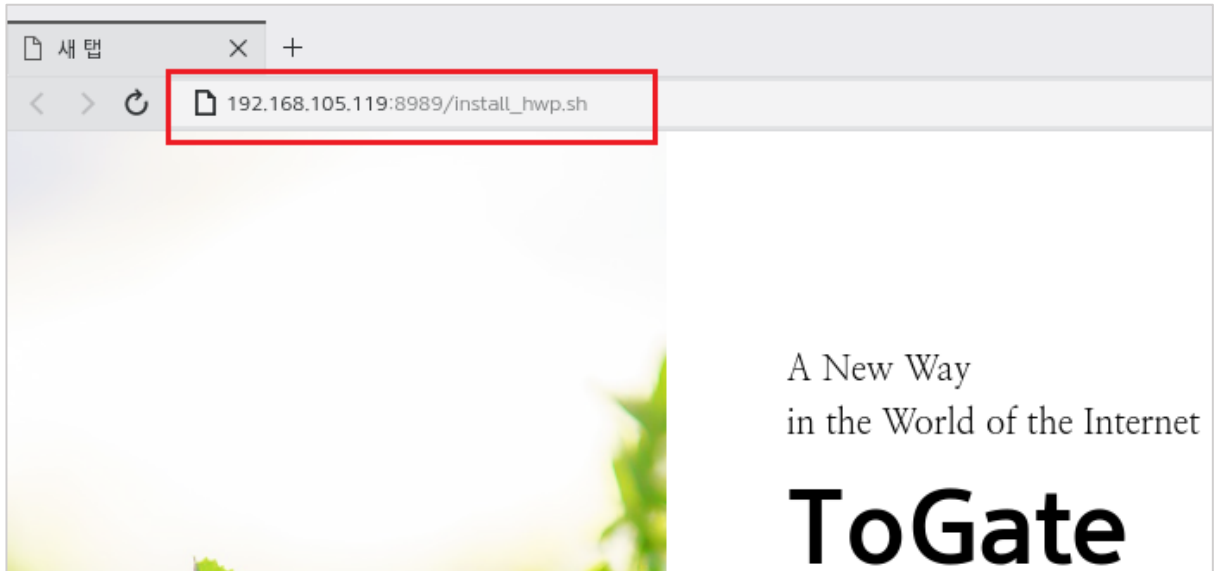 새 탭
192.168.105.119:8989/install_hwp.sh
A New Way
in the World of the Internet
ToGate